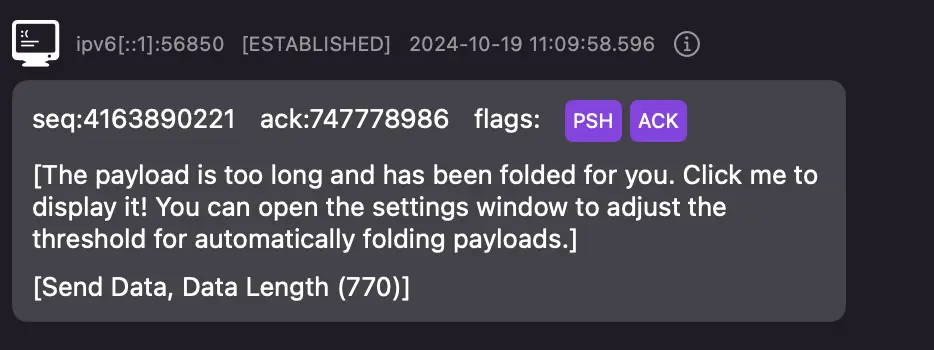 ipv6[::1]:56850 [ESTABLISHED] 2024-10-19 11:09:58.596
seq:4163890221 ack:747778986 flags: PSH ACK
[The payload is too long and has been folded for you. Click me to
display it! You can open the settings window to adjust the
threshold for automatically folding payloads.]
[Send Data, Data Length (770)]